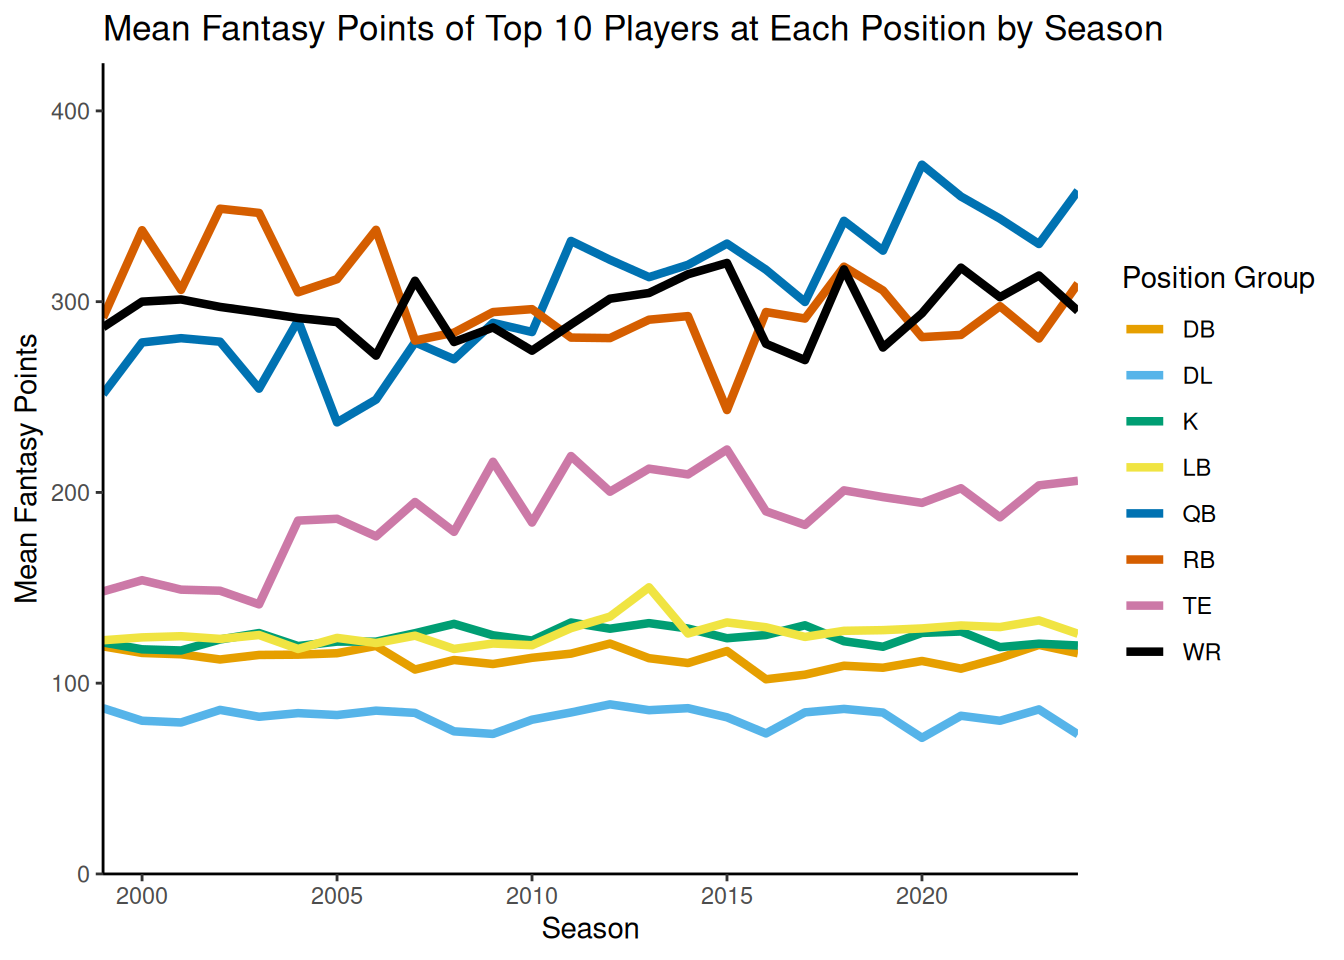 Mean Fantasy Points of Top 10 Players at Each Position by Season
Mean Fantasy Points
400
300
200
100
0
2000 2005 2010 2015 2020
Season
Position Group
DB
DL
K
LB
QB
RB
TE
WR